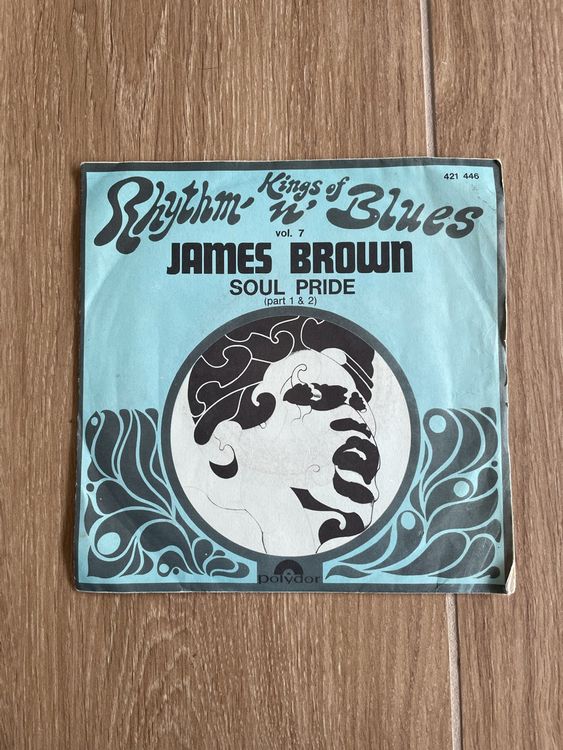 421 446
Kings of
Rhythm' n' Blues
vol. 7
JAMES BROWN
SOUL PRIDE
(part 1 & 2)
polydor